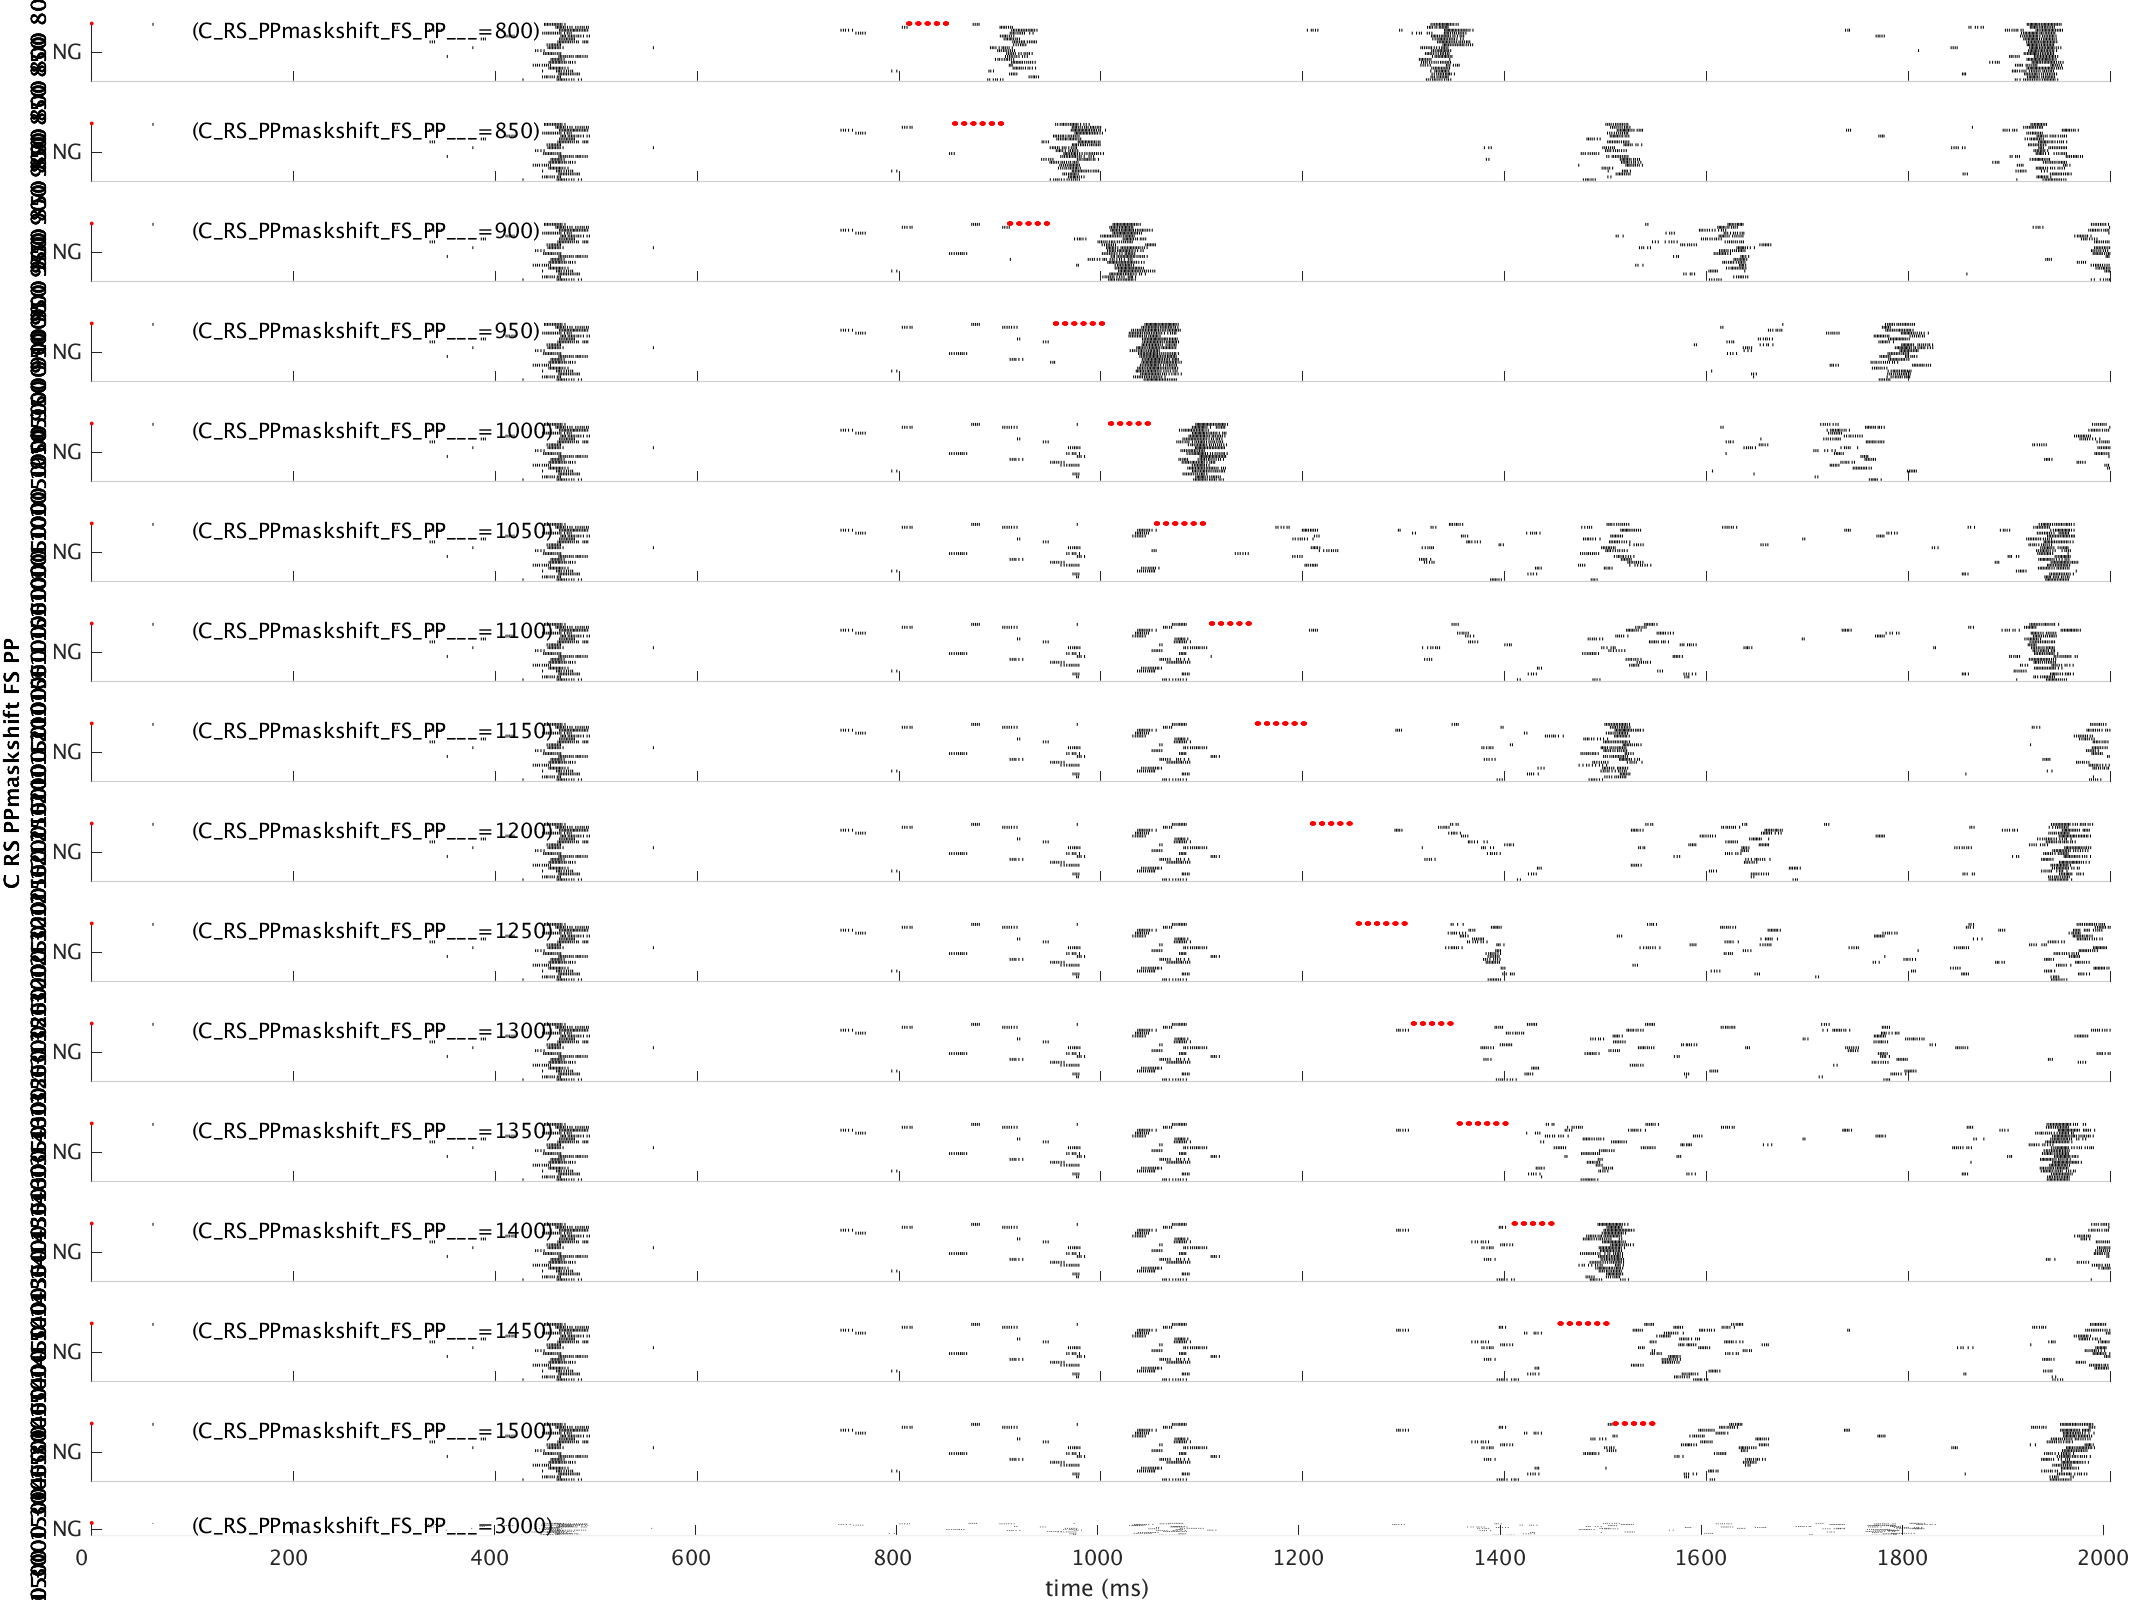 (C_RS_PPmaskshift_FS_PP___=800)
NG
(C_RS_PPmaskshift_FS_PP___=850)
NG
(C_RS_PPmaskshift_FS_PP___=900)
NG
(C_RS_PPmaskshift_FS_PP___=950)
NG
(C_RS_PPmaskshift_FS_PP___=1000)
NG
(C_RS_PPmaskshift_FS_PP___=1050)
NG
(C_RS_PPmaskshift_FS_PP___=1100)
NG
(C_RS_PPmaskshift_FS_PP___=1150)
NG
(C_RS_PPmaskshift_FS_PP___=1200)
NG
(C_RS_PPmaskshift_FS_PP___=1250)
NG
(C_RS_PPmaskshift_FS_PP___=1300)
NG
(C_RS_PPmaskshift_FS_PP___=1350)
NG
(C_RS_PPmaskshift_FS_PP___=1400)
NG
(C_RS_PPmaskshift_FS_PP___=1450)
NG
(C_RS_PPmaskshift_FS_PP___=1500)
NG
(C_RS_PPmaskshift_FS_PP___=3000)
NG
0 200 400 600 800 1000 1200 1400 1600 1800 2000
time (ms)
C RS PPmaskshift FS PP